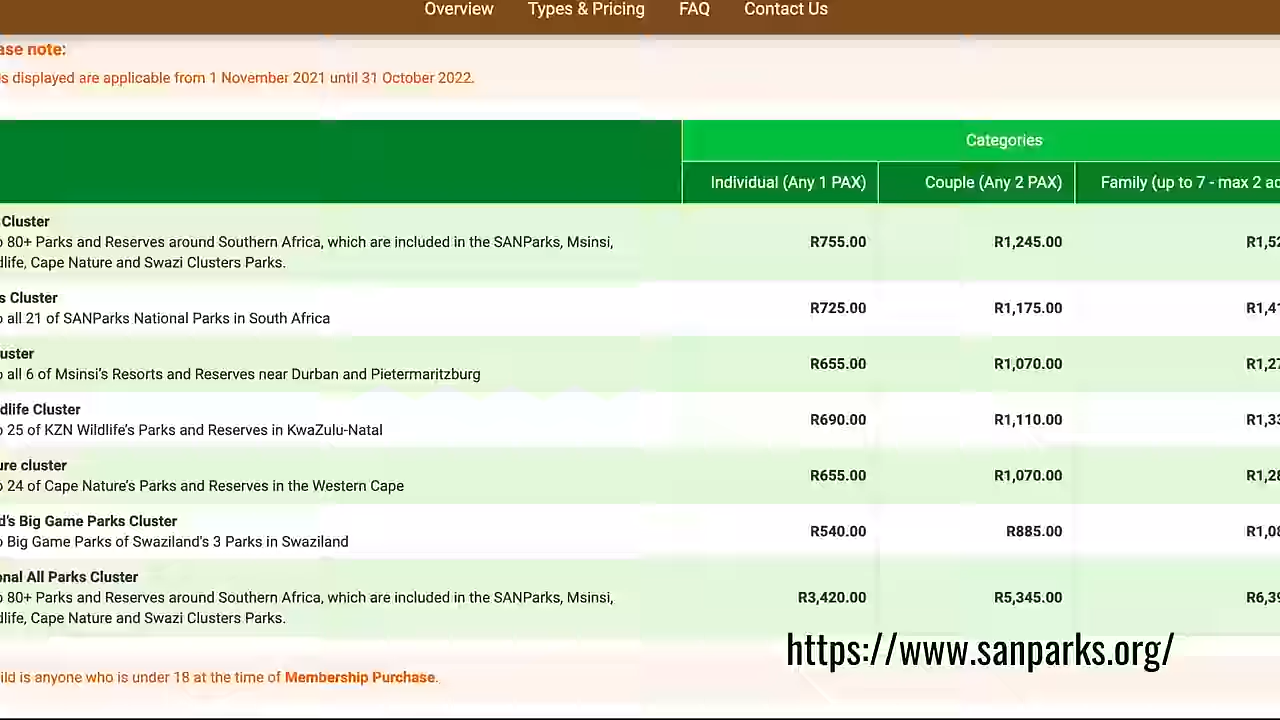 Overview Types & Pricing FAQ Contact Us
note:
displayed are applicable from 1 November 2021 until 31 October 2022.
Categories
Individual (Any 1 PAX) Couple (Any 2 PAX) Family (up to 7 - max 2
Cluster
80+ Parks and Reserves around Southern Africa, which are included in the SANParks, Msinsi, R755.00 R1,245.00
Cape Nature and Swazi Clusters Parks.
Cluster
all 21 of SANParks National Parks in South Africa R725.00 R1,175.00
all 6 of Msinsi's Resorts and Reserves near Durban and Pietermaritzburg R655.00 R1,070.00
Cluster
25 of KZN Wildlife's Parks and Reserves in KwaZulu-Natal R690.00 R1,110.00
cluster
24 of Cape Nature's Parks and Reserves in the Western Cape R655.00 R1,070.00
Big Game Parks Cluster
Big Game Parks of Swaziland's 3 Parks in Swaziland R540.00 R885.00
All Parks Cluster
80+ Parks and Reserves around Southern Africa, which are included in the SANParks, Msinsi, R3,420.00 R5,345.00
Cape Nature and Swazi Clusters Parks.
https://www.sanparks.org/
is anyone who is under 18 at the time of Membership Purchase.